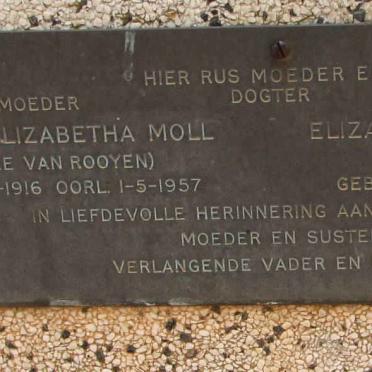 HIER RUS MOEDER E
MOEDER DOGTER
LIZABETHA MOLL ELIZA
E VAN ROOYEN)
-1916 OORL. 1-5-1957 GEB
IN LIEFDEVOLLE HERINNERING AAN
MOEDER EN SUSTE
VERLANGENDE VADER EN